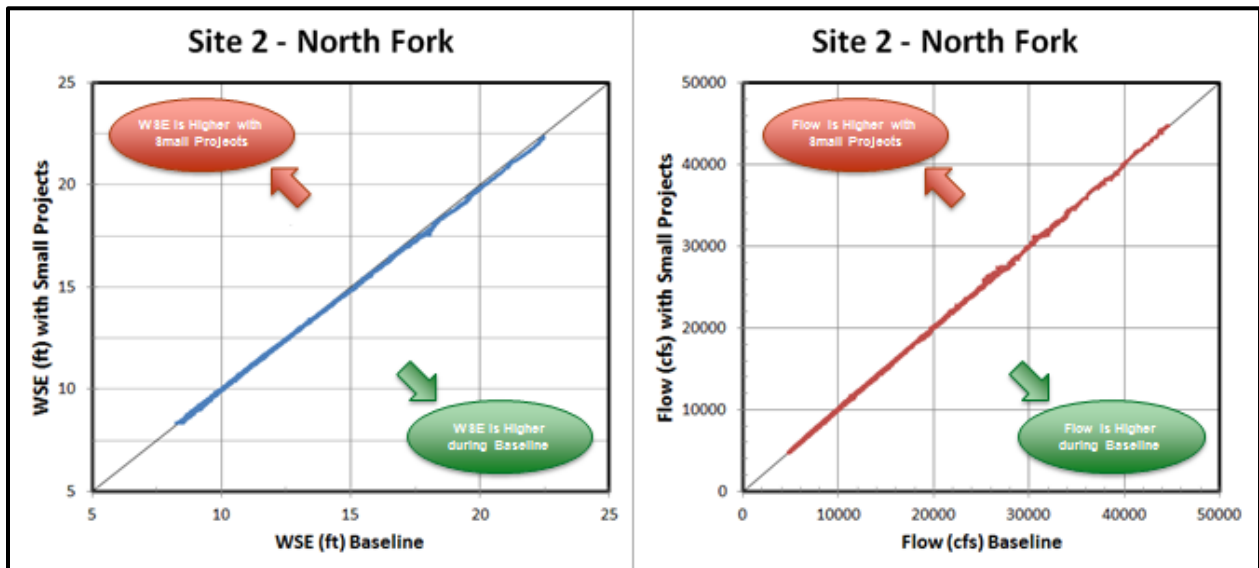 Site 2 - North Fork
25
20
15
10
5
5
10
15
20
25
WSE (ft) with Small Projects
WSE (ft) Baseline
WSE is Higher with
Small Projects
WSE is Higher
during Baseline
Site 2 - North Fork
50000
40000
30000
20000
10000
0
0
10000
20000
30000
40000
50000
Flow (cfs) with Small Projects
Flow (cfs) Baseline
Flow is Higher with
Small Projects
Flow is Higher
during Baseline